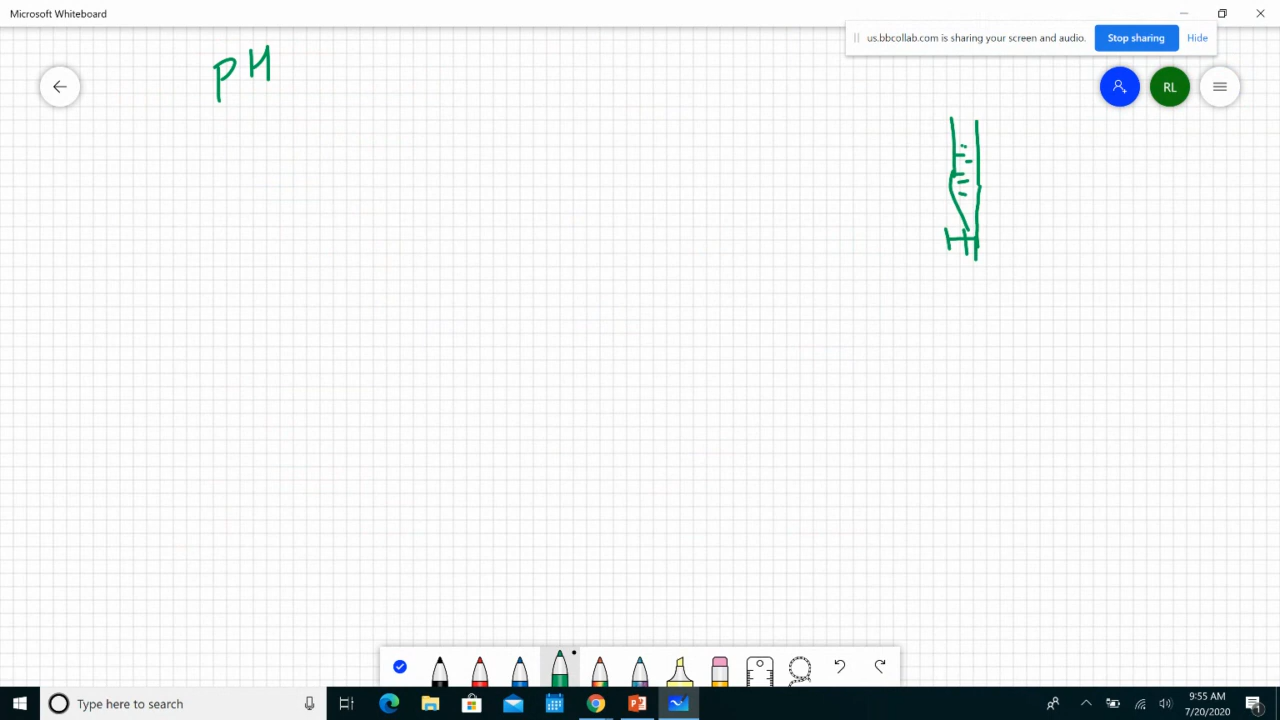 Microsoft Whiteboard
us.bbcollab.com is sharing your screen and audio.
Stop sharing
Hide
pH
RL
Type here to search
9:55 AM
7/20/2020
1